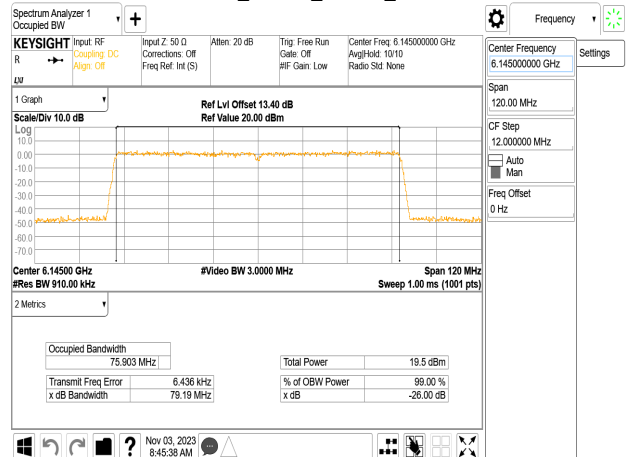 Spectrum Analyzer 1
Occupied BW
Frequency
KEYSIGHT
R
Input: RF
Coupling: DC
Align: Off
Input Z: 50 Ω
Corrections: Off
Freq Ref: Int (S)
Atten: 20 dB
Trig: Free Run
Gate: Off
#IF Gain: Low
Center Freq: 6.145000000 GHz
Avg|Hold: 10/10
Radio Std: None
Center Frequency
6.145000000 GHz
Settings
Span
120.00 MHz
CF Step
12.000000 MHz
Auto
Man
Freq Offset
0 Hz
1 Graph
Scale/Div 10.0 dB
Ref Lvl Offset 13.40 dB
Ref Value 20.00 dBm
Log
10.0
0.00
-10.0
-20.0
-30.0
-40.0
-50.0
-60.0
-70.0
Center 6.14500 GHz
#Video BW 3.0000 MHz
Span 120 MHz
#Res BW 910.00 kHz
Sweep 1.00 ms (1001 pts)
2 Metrics
Occupied Bandwidth
75.903 MHz
Total Power 19.5 dBm
Transmit Freq Error 6.436 kHz
% of OBW Power 99.00 %
x dB Bandwidth 79.19 MHz
x dB -26.00 dB
?
Nov 03, 2023
8:45:38 AM